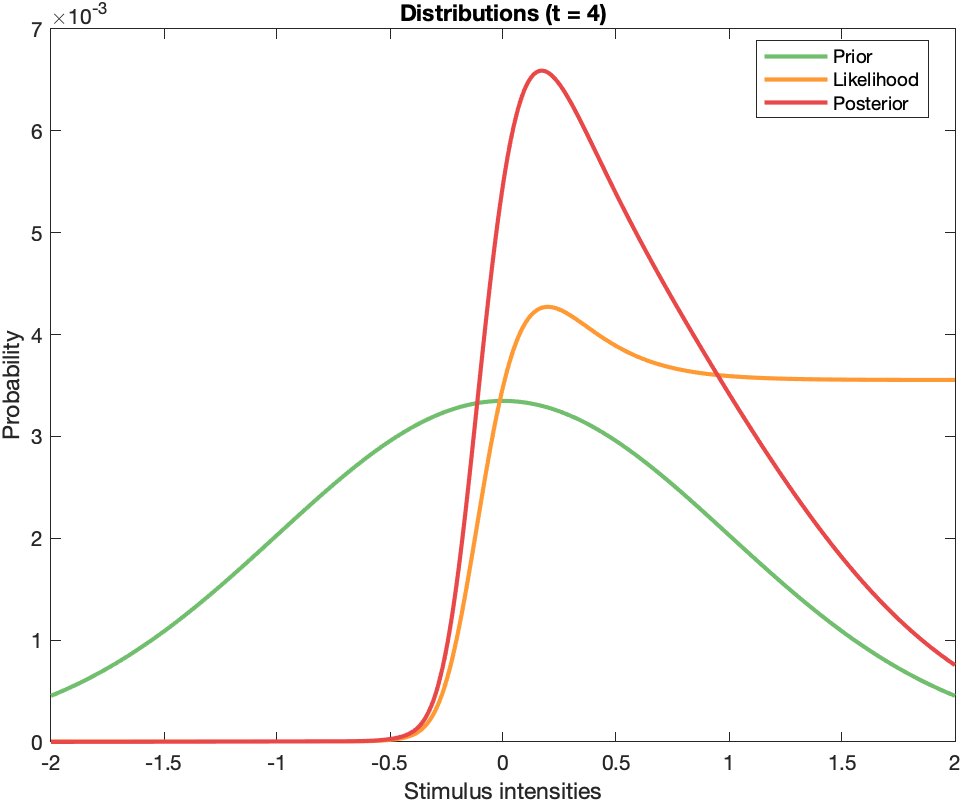 Distributions (t = 4)
×10-3
7
6
5
4
3
2
1
0
-2 -1.5 -1 -0.5 0 0.5 1 1.5 2
Probability
Stimulus intensities
Prior
Likelihood
Posterior